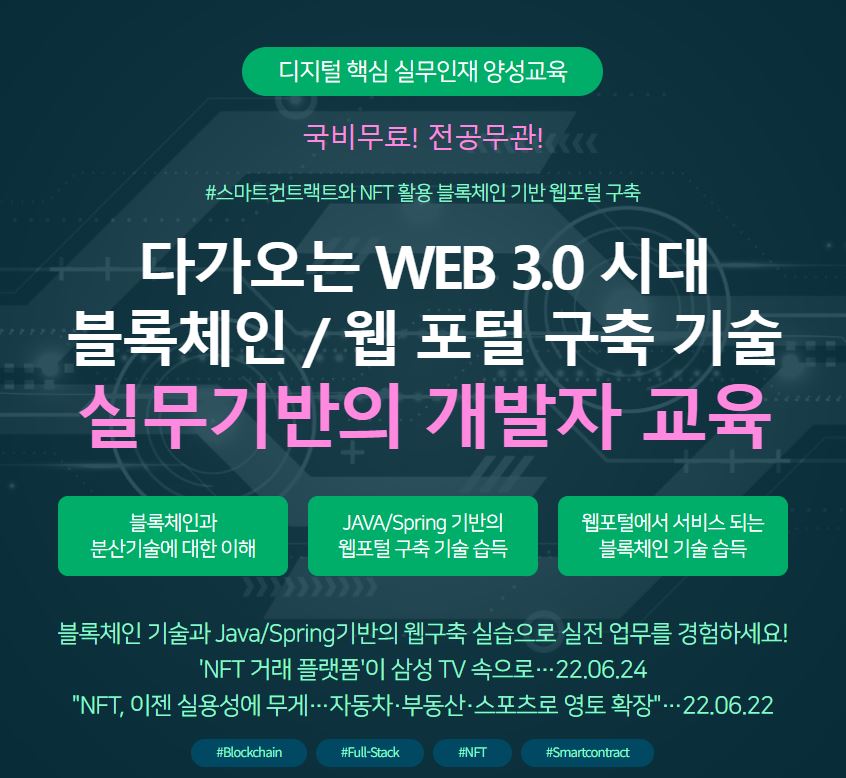 디지털 핵심 실무인재 양성교육
국비무료! 전공무관!
#스마트컨트랙트와 NFT 활용 블록체인 기반 웹포털 구축
다가오는 WEB 3.0 시대
블록체인 / 웹 포털 구축 기술
실무기반의 개발자 교육
블록체인과
분산기술에 대한 이해
JAVA/Spring 기반의
웹포털 구축 기술 습득
웹포털에서 서비스 되는
블록체인 기술 습득
블록체인 기술과 Java/Spring기반의 웹구축 실습으로 실전 업무를 경험하세요!
'NFT 거래 플랫폼'이 삼성 TV 속으로…22.06.24
"NFT, 이젠 실용성에 무게…자동차·부동산·스포츠로 영토 확장"…22.06.22
#Blockchain
#Full-Stack
#NFT
#Smartcontract